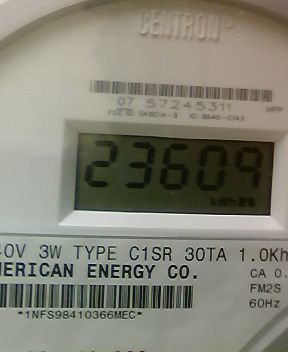 CENTRON
07 57245311
23609
kWh
40V 3W TYPE C1SR 30TA 1.0Kh
MERICAN ENERGY CO.
CA 0.
FM2S
60Hz
*1NFS98410366MEC*